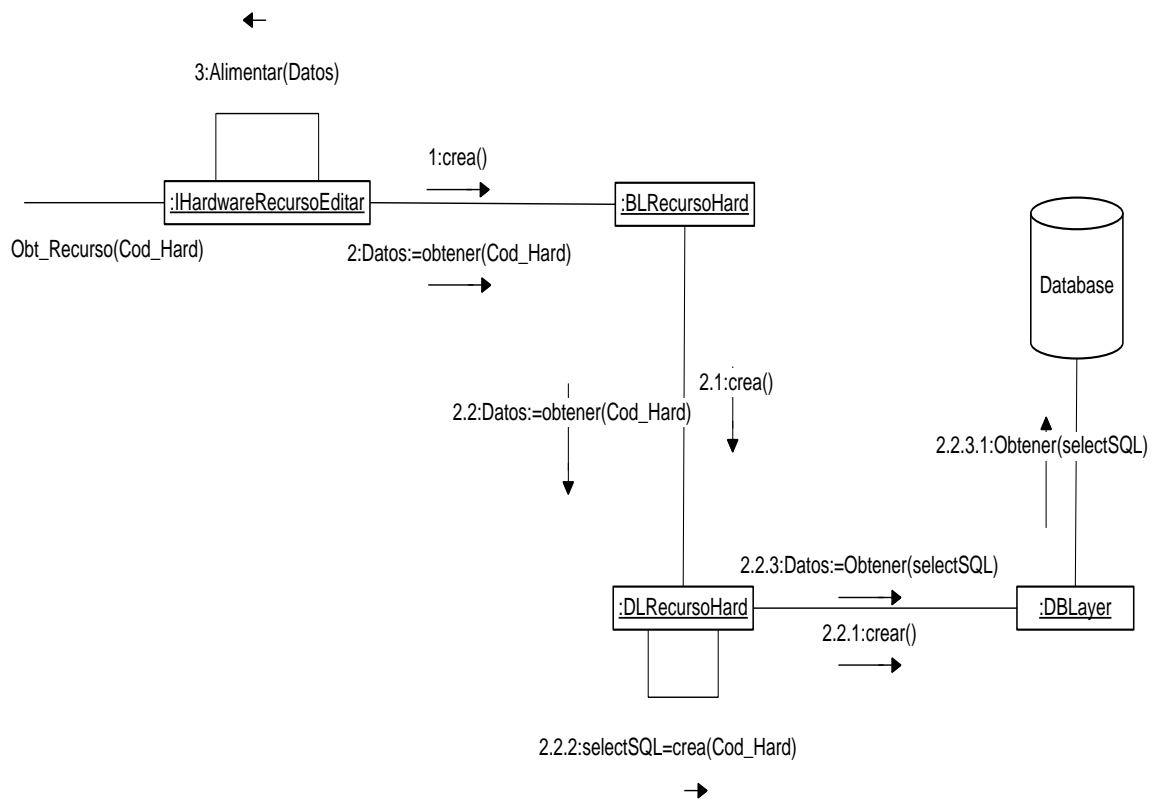 3:Alimentar(Datos)
1:crea()
:IHardwareRecursoEditar
:BLRecursoHard
Obt_Recurso(Cod_Hard)
2:Datos:=obtener(Cod_Hard)
Database
2.1:crea()
2.2:Datos:=obtener(Cod_Hard)
2.2.3.1:Obtener(selectSQL)
2.2.3:Datos:=Obtener(selectSQL)
:DLRecursoHard
:DBLayer
2.2.1:crear()
2.2.2:selectSQL=crea(Cod_Hard)